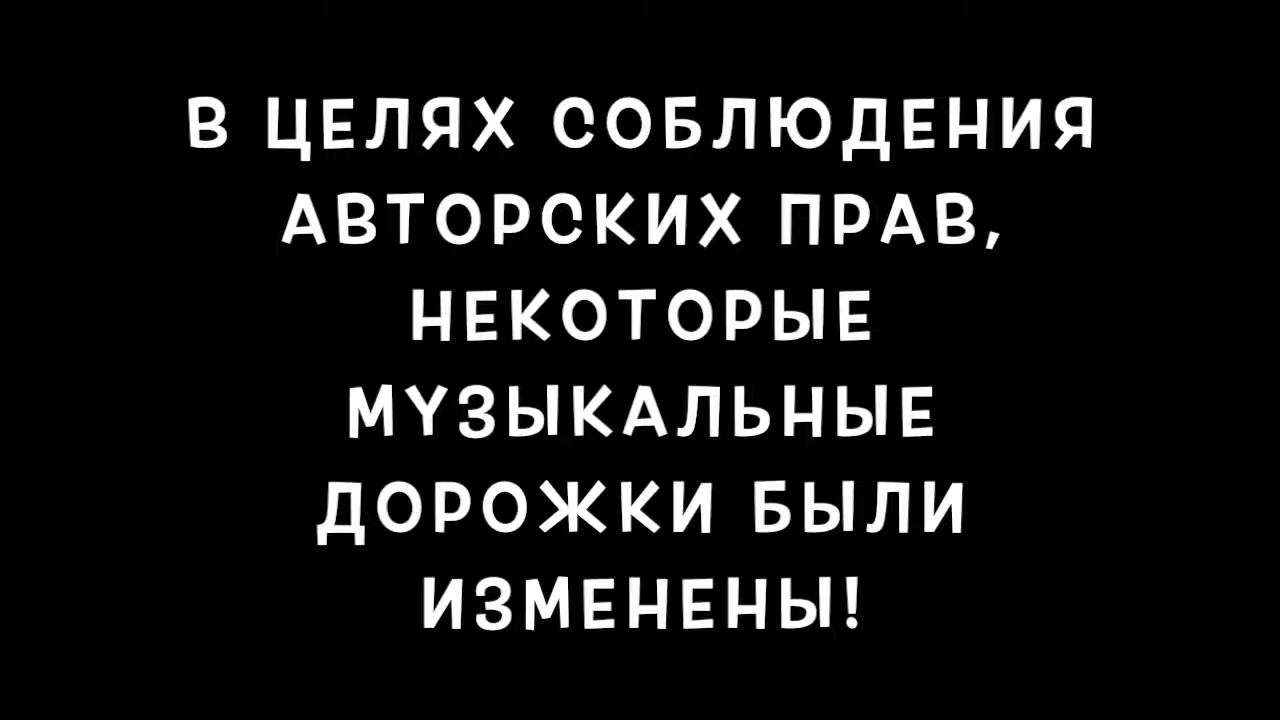 В ЦЕЛЯХ СОБЛЮДЕНИЯ
АВТОРСКИХ ПРАВ,
НЕКОТОРЫЕ
МУЗЫКАЛЬНЫЕ
ДОРОЖКИ БЫЛИ
ИЗМЕНЕНЫ!